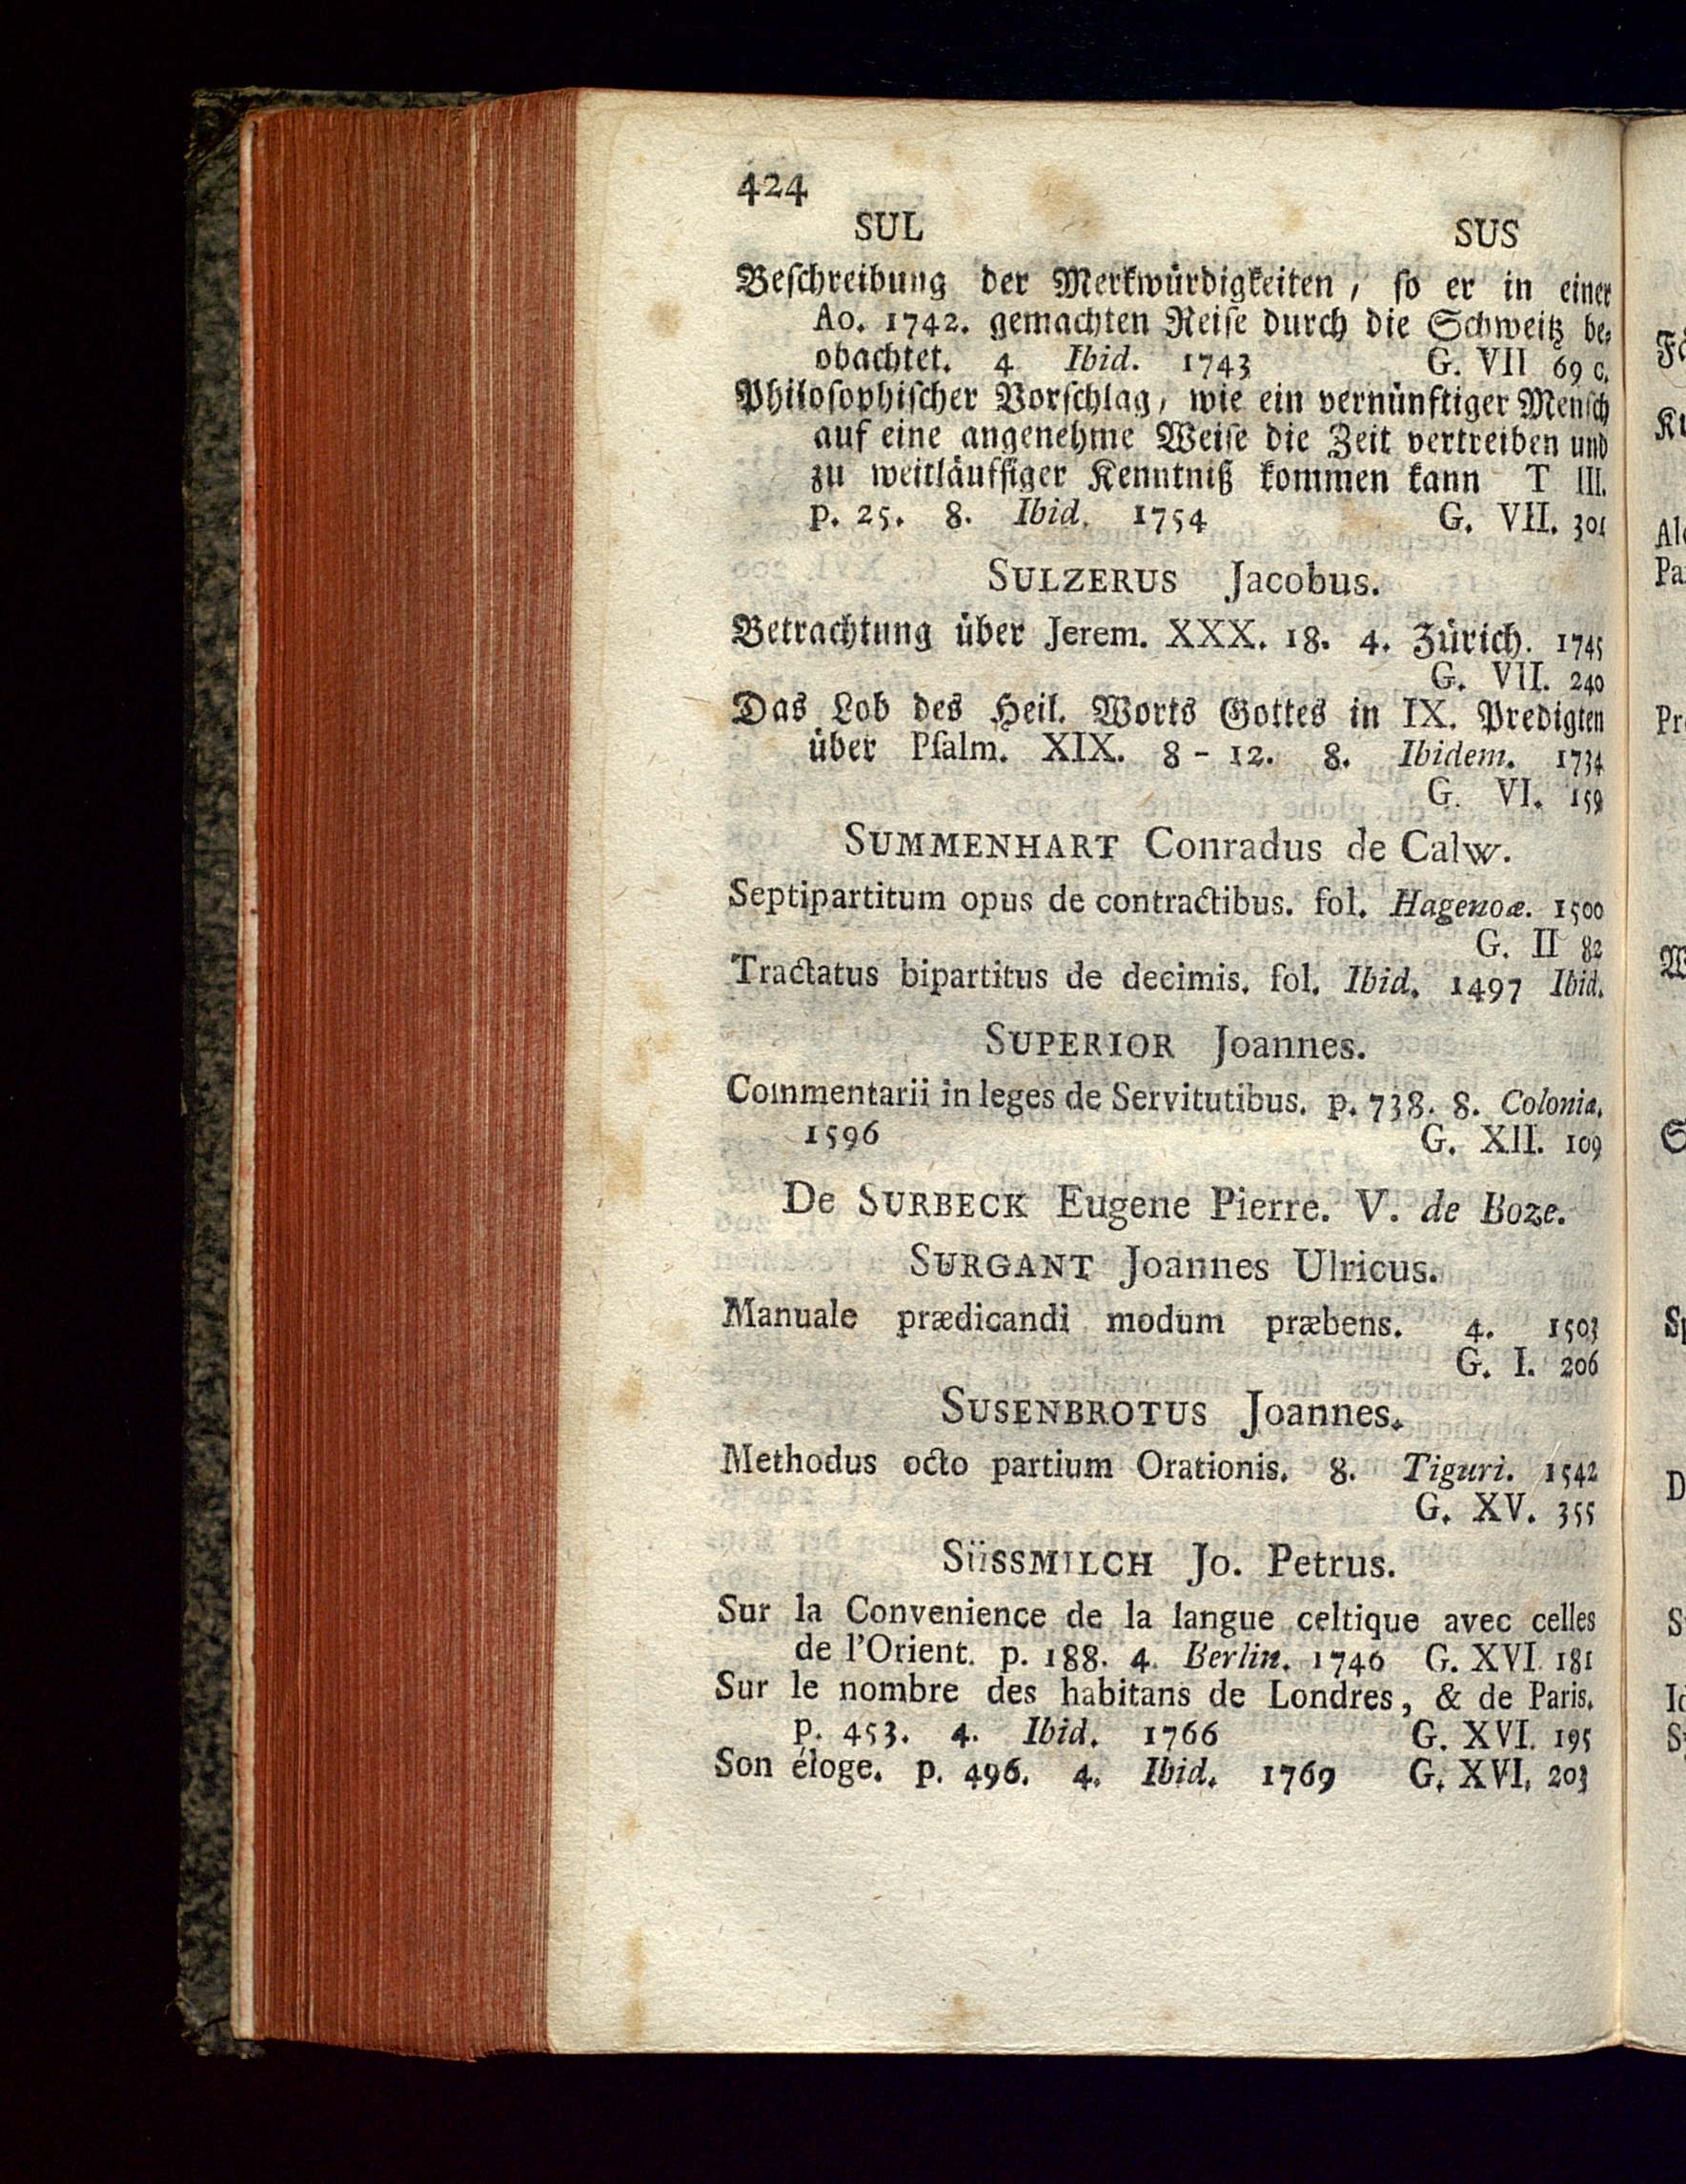 424
SUL SUS
Beſchreibung der Merkwürdigkeiten, ſo er in einer
Ao. 1742. gemachten Reiſe durch die Schweitz be-
obachtet. 4 Ibid. 1743 G. VII 69 c.
Philoſophiſcher Vorſchlag, wie ein vernünftiger Menſch
auf eine angenehme Weiſe die Zeit vertreiben und
zu weitläuffiger Kenntniß kommen kann T III.
p. 25. 8. Ibid. 1754 G. VII. 301
SULZERUS Jacobus.
Betrachtung über Jerem. XXX. 18. 4. Zürich. 1745
G. VII. 240
Das Lob des Heil. Worts Gottes in IX. Predigten
über Pſalm. XIX. 8 - 12. 8. Ibidem. 1734
G. VI. 159
SUMMENHART Conradus de Calw.
Septipartitum opus de contractibus. fol. Hagenoæ. 1500
G. II 82
Tractatus bipartitus de decimis. fol. Ibid. 1497 Ibid.
SUPERIOR Joannes.
Commentarii in leges de Servitutibus. p. 738. 8. Coloniæ.
1596 G. XII. 109
De SURBECK Eugene Pierre. V. de Boze.
SURGANT Joannes Ulricus.
Manuale prædicandi modum præbens. 4. 1503
G. I. 206
SUSENBROTUS Joannes.
Methodus octo partium Orationis. 8. Tiguri. 1542
G. XV. 355
SÜSSMILCH Jo. Petrus.
Sur la Convenience de la langue celtique avec celles
de l'Orient. p. 188. 4. Berlin. 1746 G. XVI. 181
Sur le nombre des habitans de Londres, & de Paris.
p. 453. 4. Ibid. 1766 G. XVI. 195
Son éloge. p. 496. 4. Ibid. 1769 G. XVI. 203